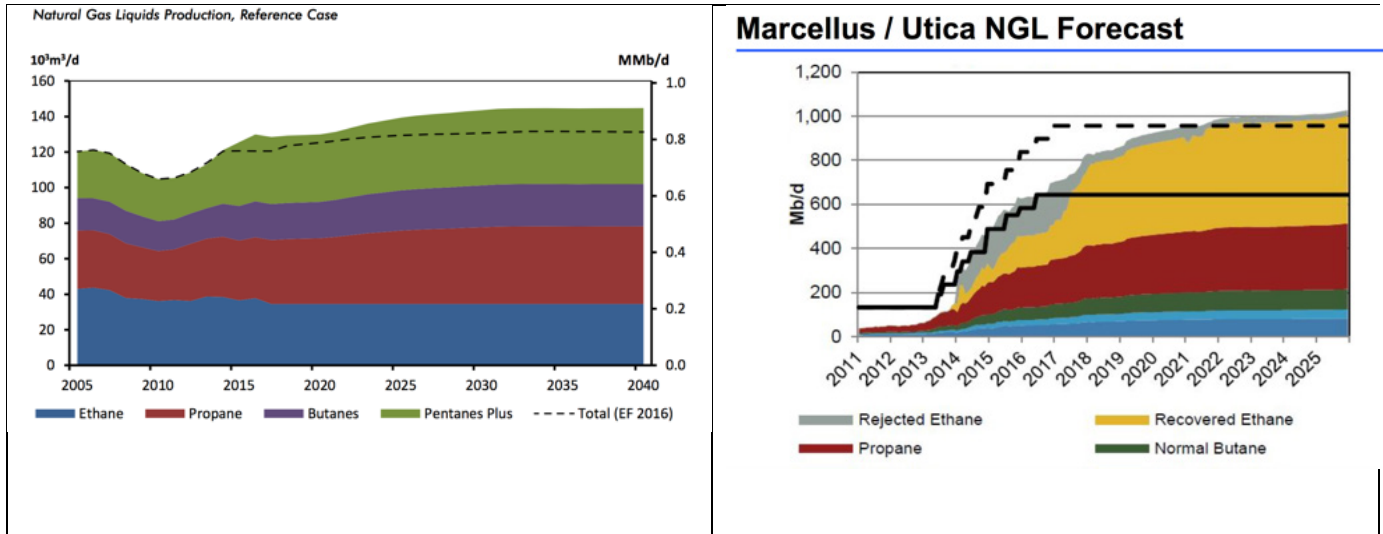 Natural Gas Liquids Production, Reference Case
10³m³/d
MMb/d
160
140
120
100
80
60
40
20
0
1.0
0.8
0.6
0.4
0.2
0.0
2005 2010 2015 2020 2025 2030 2035 2040
Ethane Propane Butanes Pentanes Plus Total (EF 2016)
Marcellus / Utica NGL Forecast
Mb/d
1,200
1,000
800
600
400
200
0
2011 2012 2013 2014 2015 2016 2017 2018 2019 2020 2021 2022 2023 2024 2025
Rejected Ethane Recovered Ethane
Propane Normal Butane